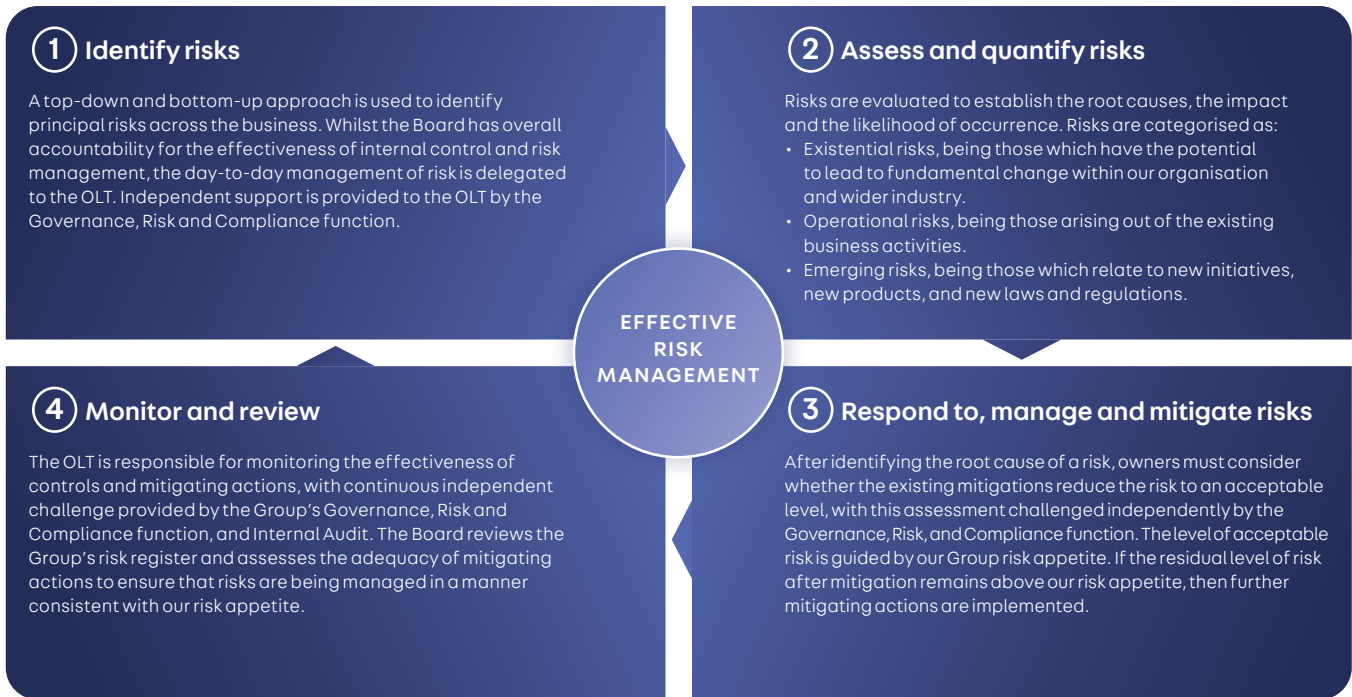 1 Identify risks
A top-down and bottom-up approach is used to identify
principal risks across the business. Whilst the Board has overall
accountability for the effectiveness of internal control and risk
management, the day-to-day management of risk is delegated
to the OLT. Independent support is provided to the OLT by the
Governance, Risk and Compliance function.
2 Assess and quantify risks
Risks are evaluated to establish the root causes, the impact
and the likelihood of occurrence. Risks are categorised as:
• Existential risks, being those which have the potential
to lead to fundamental change within our organisation
and wider industry.
• Operational risks, being those arising out of the existing
business activities.
• Emerging risks, being those which relate to new initiatives,
new products, and new laws and regulations.
EFFECTIVE
RISK
MANAGEMENT
3 Respond to, manage and mitigate risks
After identifying the root cause of a risk, owners must consider
whether the existing mitigations reduce the risk to an acceptable
level, with this assessment challenged independently by the
Governance, Risk, and Compliance function. The level of acceptable
risk is guided by our Group risk appetite. If the residual level of risk
after mitigation remains above our risk appetite, then further
mitigating actions are implemented.
4 Monitor and review
The OLT is responsible for monitoring the effectiveness of
controls and mitigating actions, with continuous independent
challenge provided by the Group's Governance, Risk and
Compliance function, and Internal Audit. The Board reviews the
Group's risk register and assesses the adequacy of mitigating
actions to ensure that risks are being managed in a manner
consistent with our risk appetite.